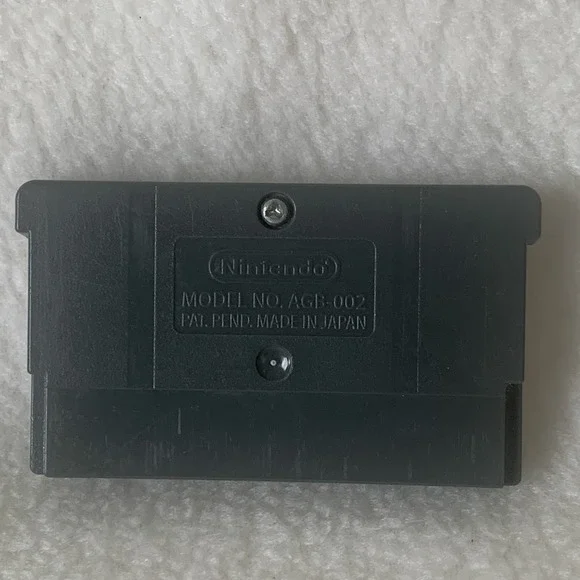 Nintendo
MODEL NO. AGB-002
PAT. PEND. MADE IN JAPAN